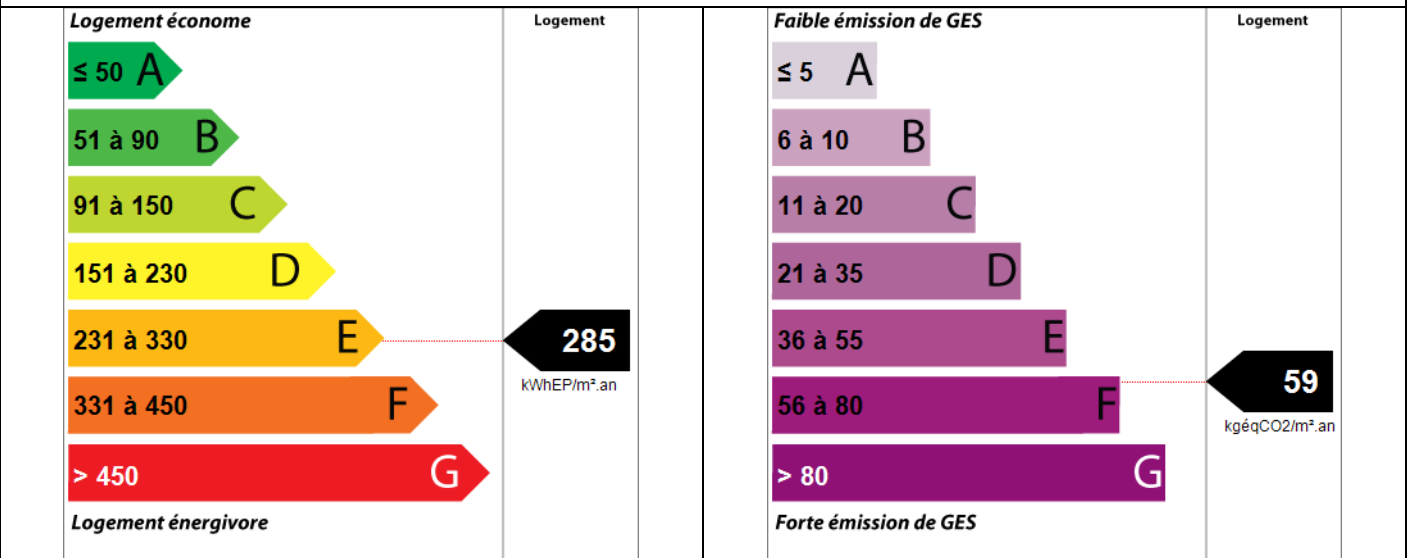 Logement économe
Logement
≤ 50 A
51 à 90 B
91 à 150 C
151 à 230 D
231 à 330 E
285
kWhEP/m².an
331 à 450 F
> 450 G
Logement énergivore
Faible émission de GES
Logement
≤ 5 A
6 à 10 B
11 à 20 C
21 à 35 D
36 à 55 E
56 à 80 F
59
kgéqCO2/m².an
> 80 G
Forte émission de GES